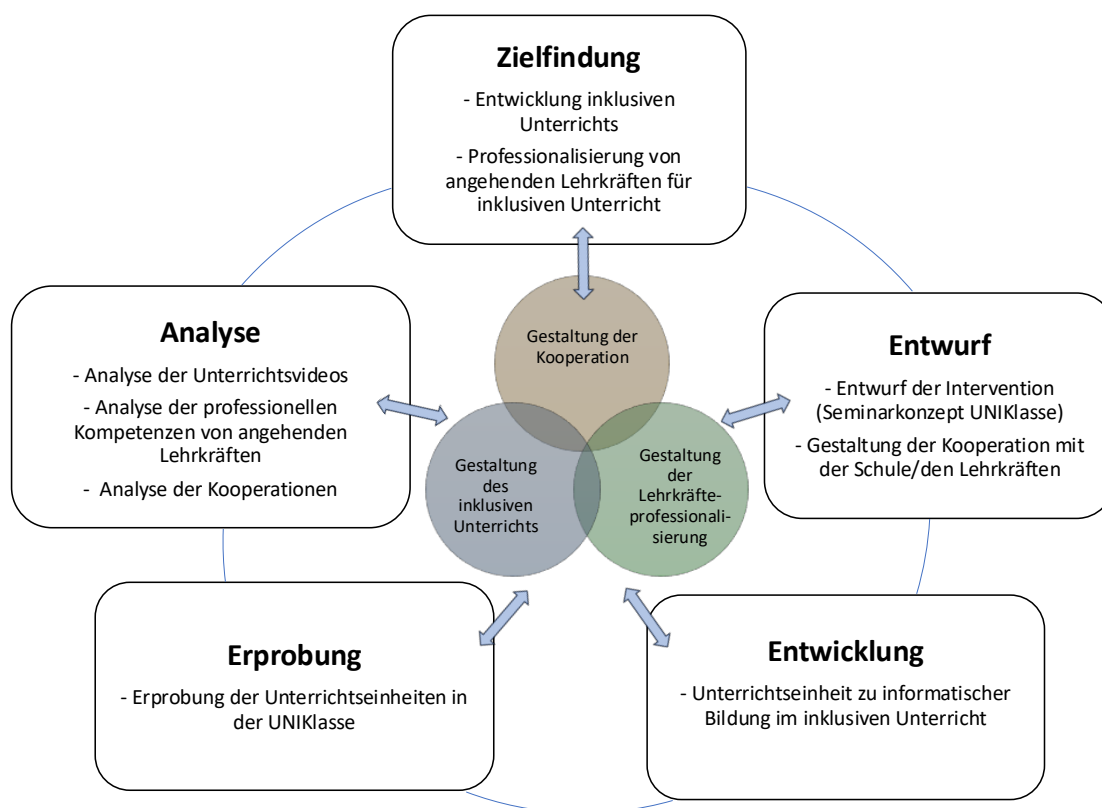 Zielfindung
- Entwicklung inklusiven
Unterrichts
- Professionalisierung von
angehenden Lehrkräften für
inklusiven Unterricht
Analyse
- Analyse der Unterrichtsvideos
- Analyse der professionellen
Kompetenzen von angehenden
Lehrkräften
- Analyse der Kooperationen
Gestaltung der
Kooperation
Gestaltung
des
inklusiven
Unterrichts
Gestaltung
der
Lehrkräfte-
professionali-
sierung
Entwurf
- Entwurf der Intervention
(Seminarkonzept UNIKlasse)
- Gestaltung der Kooperation mit
der Schule/den Lehrkräften
Erprobung
- Erprobung der Unterrichtseinheiten in
der UNIKlasse
Entwicklung
- Unterrichtseinheit zu informatischer
Bildung im inklusiven Unterricht